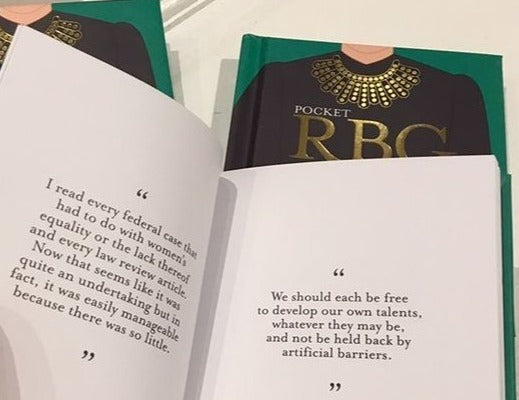 POCKET
RBG
“
I read every federal case that
had to do with women's
equality or the lack thereof
and every law review article.
Now that seems like it was
quite an undertaking but in
fact, it was easily manageable
because there was so little.
”
“
We should each be free
to develop our own talents,
whatever they may be,
and not be held back by
artificial barriers.
”